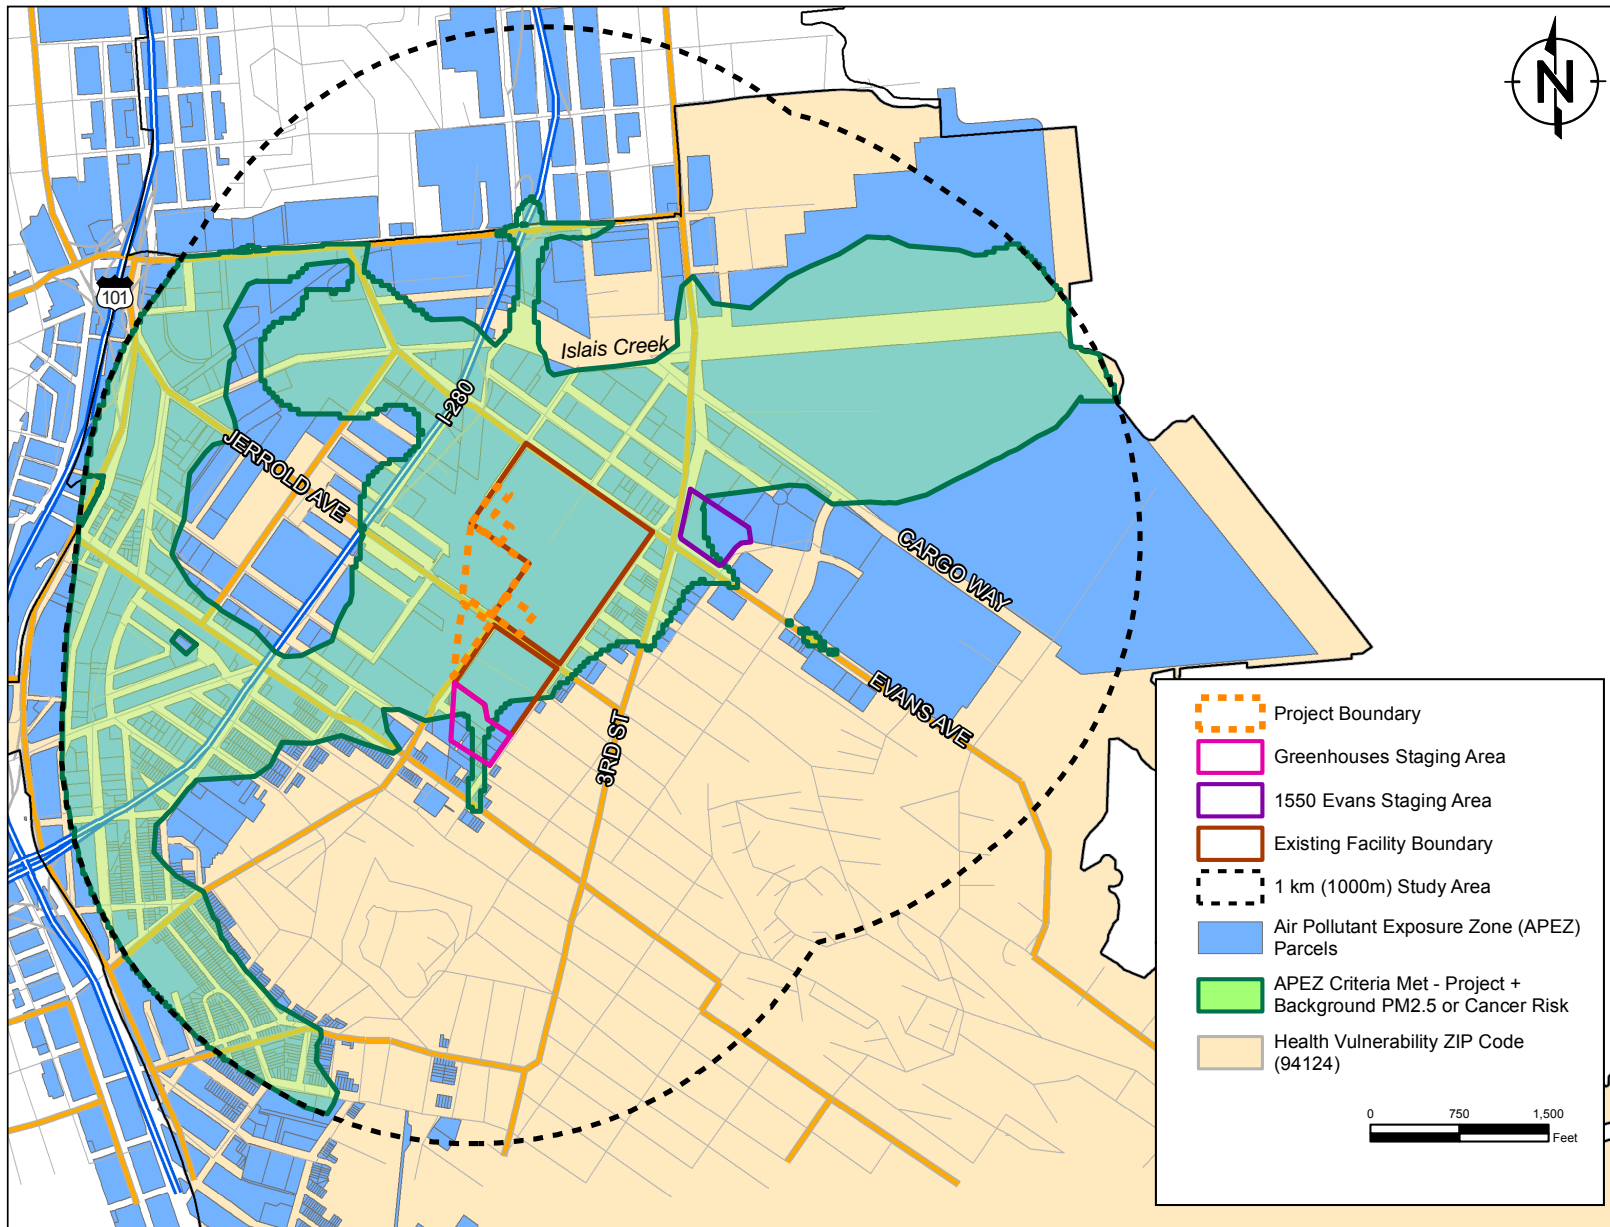 N
101
Islais Creek
I-280
JERROLD AVE
CARGO WAY
EVANS AVE
3RD ST
Project Boundary
Greenhouses Staging Area
1550 Evans Staging Area
Existing Facility Boundary
1 km (1000m) Study Area
Air Pollutant Exposure Zone (APEZ)
Parcels
APEZ Criteria Met - Project +
Background PM2.5 or Cancer Risk
Health Vulnerability ZIP Code
(94124)
0 750 1,500
Feet